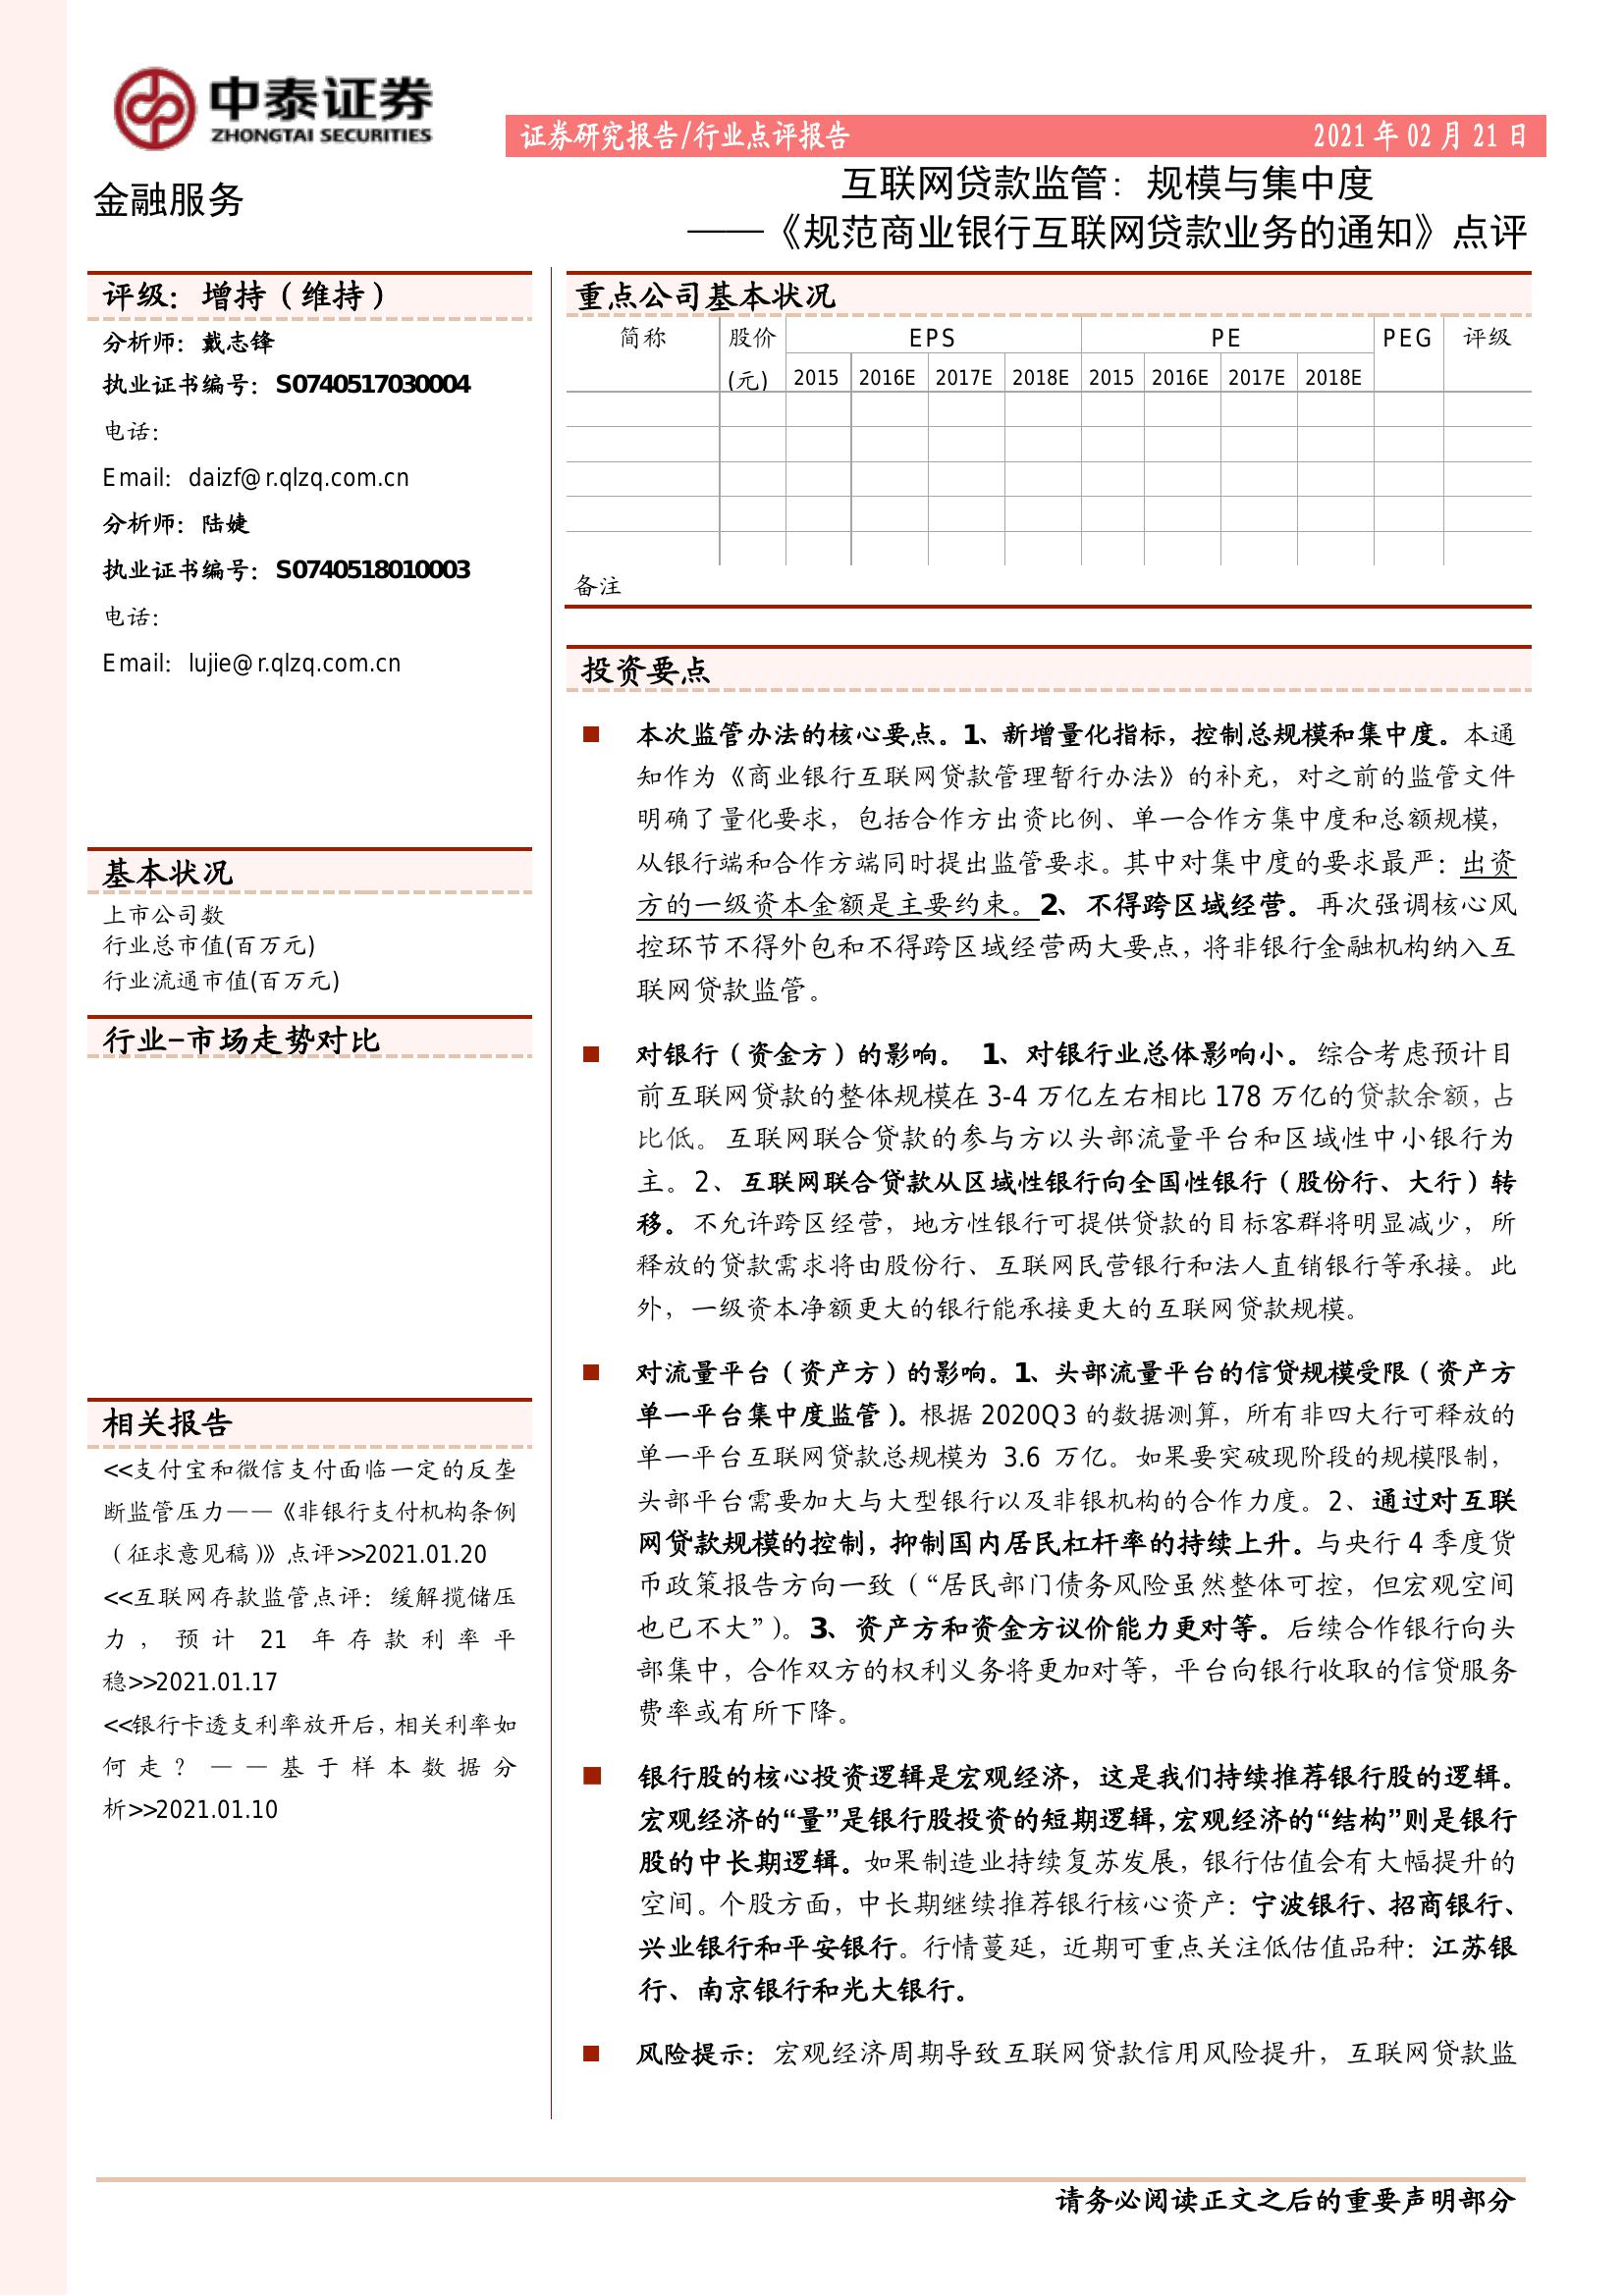 中泰证券
ZHONGTAI SECURITIES
证券研究报告/行业点评报告
2021 年 02 月 21 日
金融服务
互联网贷款监管：规模与集中度
——《规范商业银行互联网贷款业务的通知》点评
评级：增持（维持）
分析师：戴志锋
执业证书编号：S0740517030004
电话：
Email：daizf@r.qlzq.com.cn
分析师：陆婕
执业证书编号：S0740518010003
电话：
Email：lujie@r.qlzq.com.cn
基本状况
上市公司数
行业总市值(百万元)
行业流通市值(百万元)
行业-市场走势对比
相关报告
<<支付宝和微信支付面临一定的反垄
断监管压力——《非银行支付机构条例
（征求意见稿）》点评>>2021.01.20
<<互联网存款监管点评：缓解揽储压
力，预计 21 年存款利率平
稳>>2021.01.17
<<银行卡透支利率放开后，相关利率如
何走？——基于样本数据分
析>>2021.01.10
重点公司基本状况
简称 股价 EPS PE PEG 评级
(元) 2015 2016E 2017E 2018E 2015 2016E 2017E 2018E
备注
投资要点
■ 本次监管办法的核心要点。1、新增量化指标，控制总规模和集中度。本通
知作为《商业银行互联网贷款管理暂行办法》的补充，对之前的监管文件
明确了量化要求，包括合作方出资比例、单一合作方集中度和总额规模，
从银行端和合作方端同时提出监管要求。其中对集中度的要求最严：出资
方的一级资本金额是主要约束。2、不得跨区域经营。再次强调核心风
控环节不得外包和不得跨区域经营两大要点，将非银行金融机构纳入互
联网贷款监管。
■ 对银行（资金方）的影响。 1、对银行业总体影响小。综合考虑预计目
前互联网贷款的整体规模在 3-4 万亿左右相比 178 万亿的贷款余额，占
比低。互联网联合贷款的参与方以头部流量平台和区域性中小银行为
主。2、互联网联合贷款从区域性银行向全国性银行（股份行、大行）转
移。不允许跨区经营，地方性银行可提供贷款的目标客群将明显减少，所
释放的贷款需求将由股份行、互联网民营银行和法人直销银行等承接。此
外，一级资本净额更大的银行能承接更大的互联网贷款规模。
■ 对流量平台（资产方）的影响。1、头部流量平台的信贷规模受限（资产方
单一平台集中度监管）。根据 2020Q3 的数据测算，所有非四大行可释放的
单一平台互联网贷款总规模为 3.6 万亿。如果要突破现阶段的规模限制，
头部平台需要加大与大型银行以及非银机构的合作力度。2、通过对互联
网贷款规模的控制，抑制国内居民杠杆率的持续上升。与央行 4 季度货
币政策报告方向一致（“居民部门债务风险虽然整体可控，但宏观空间
也已不大”）。3、资产方和资金方议价能力更对等。后续合作银行向头
部集中，合作双方的权利义务将更加对等，平台向银行收取的信贷服务
费率或有所下降。
■ 银行股的核心投资逻辑是宏观经济，这是我们持续推荐银行股的逻辑。
宏观经济的“量”是银行股投资的短期逻辑，宏观经济的“结构”则是银行
股的中长期逻辑。如果制造业持续复苏发展，银行估值会有大幅提升的
空间。个股方面，中长期继续推荐银行核心资产：宁波银行、招商银行、
兴业银行和平安银行。行情蔓延，近期可重点关注低估值品种：江苏银
行、南京银行和光大银行。
■ 风险提示：宏观经济周期导致互联网贷款信用风险提升，互联网贷款监
请务必阅读正文之后的重要声明部分